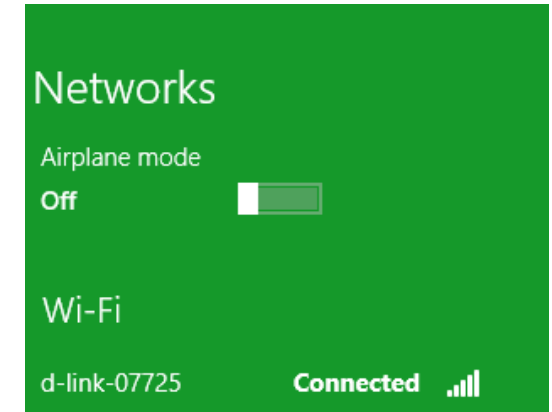 Networks
Airplane mode
Off
Wi-Fi
d-link-07725 Connected